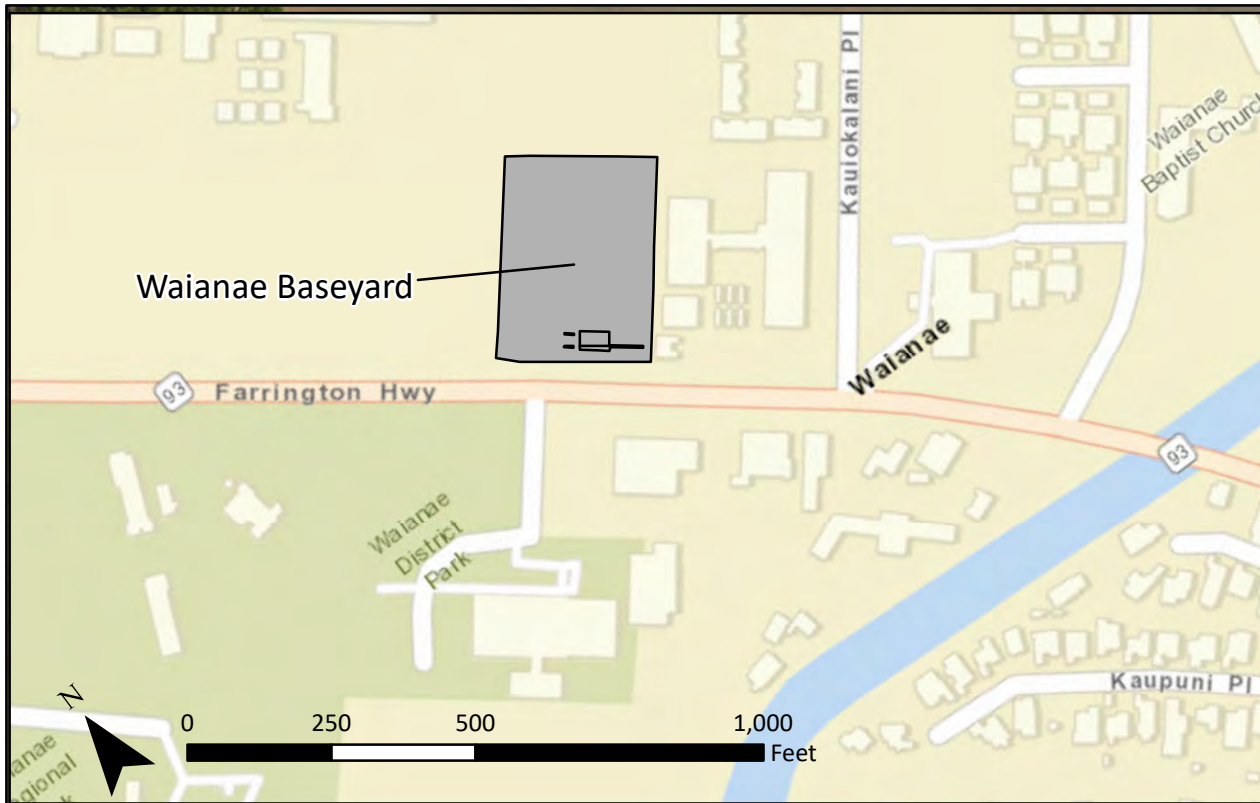 Kauiokalani Pl
Waianae
Baptist Church
Waianae Baseyard
Waianae
93
Farrington Hwy
93
Waianae
District
Park
Kaupuni Pl
N
0
250
500
1,000
Feet